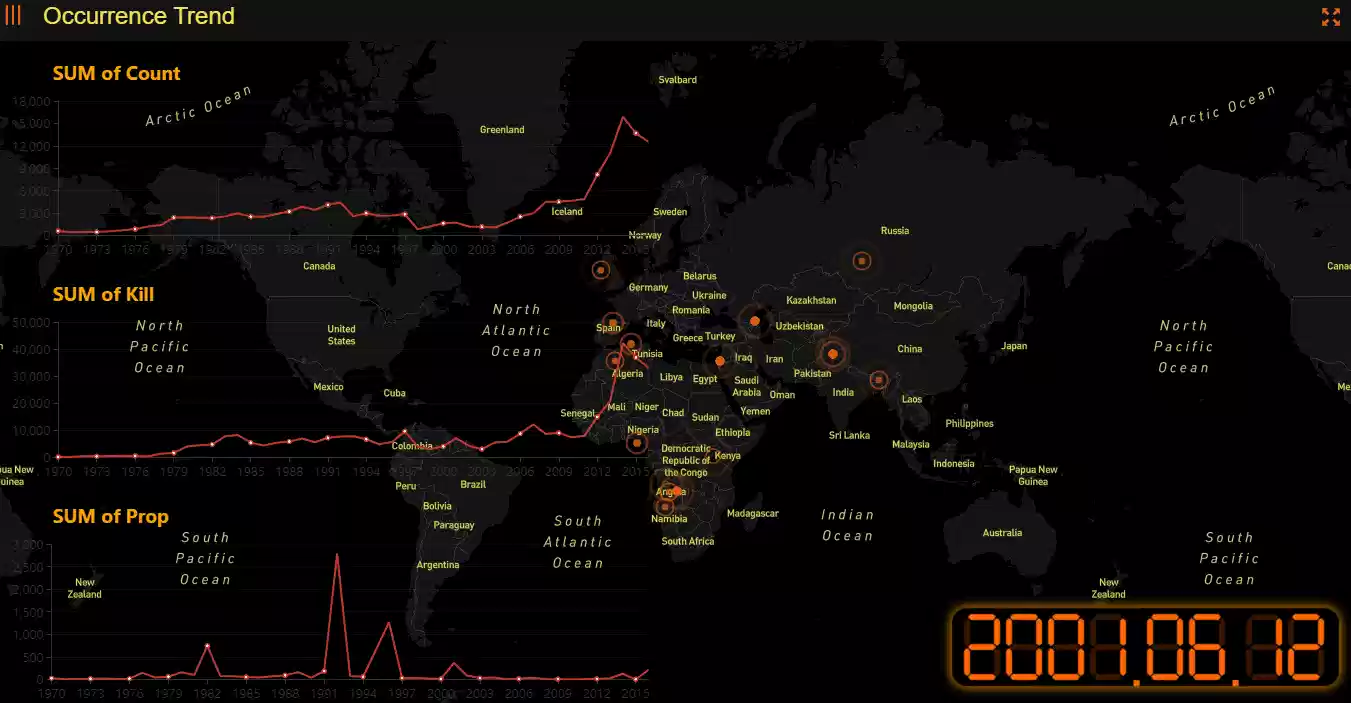 Occurrence Trend
SUM of Count
18,000
15,000
12,000
9,000
6,000
3,000
0
1970 1973 1976 1979 1982 1985 1988 1991 1994 1997 2000 2003 2006 2009 2012 2015
SUM of Kill
50,000
40,000
30,000
20,000
10,000
0
1970 1973 1976 1979 1983 1985 1988 1991 1994 1997 2000 2003 2006 2009 2012 2015
SUM of Prop
3,000
2,500
2,000
1,500
1,000
500
0
1970 1973 1976 1979 1982 1985 1988 1991 1994 1997 2000 2003 2006 2009 2012 2015
Arctic Ocean
Svalbard
Arctic Ocean
Greenland
Iceland
Sweden
Norway
Russia
Canada
Belarus
Germany
Ukraine
Kazakhstan
Mongolia
Romania
North
Pacific
Ocean
United
States
North
Atlantic
Ocean
Spain
Italy
Greece
Turkey
Uzbekistan
China
Japan
North
Pacific
Ocean
Tunisia
Algeria
Libya
Egypt
Iraq
Iran
Pakistan
Saudi
Arabia
Oman
India
Laos
Mexico
Cuba
Senegal
Mali
Niger
Chad
Sudan
Yemen
Nigeria
Ethiopia
Sri Lanka
Philippines
Malaysia
Indonesia
Colombia
Democratic
Republic of
the Congo
Kenya
Papua New
Guinea
Peru
Brazil
Bolivia
Paraguay
Argentina
Angola
Namibia
Madagascar
South Africa
South
Pacific
Ocean
South
Atlantic
Ocean
Indian
Ocean
Australia
South
Pacific
Ocean
New
Zealand
New
Zealand
2001.06.12